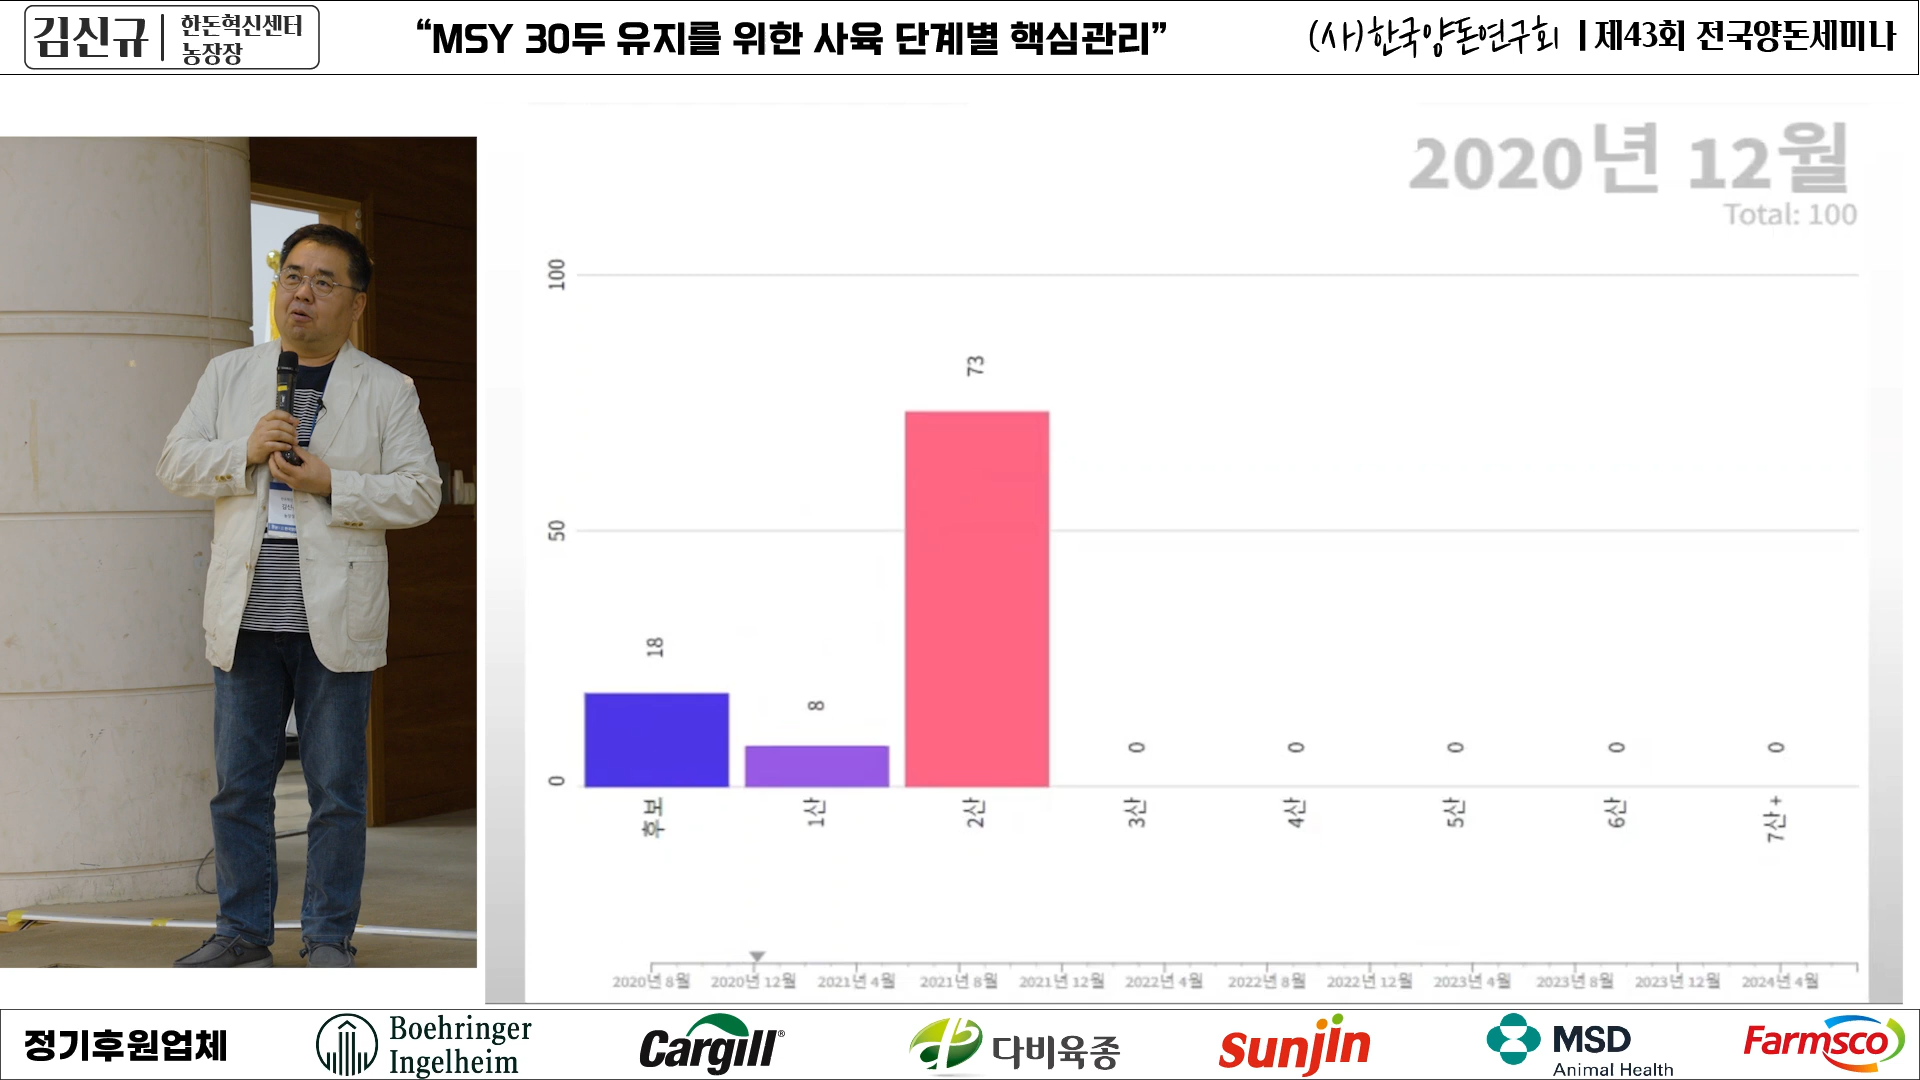 김신규
한돈혁신센터
농장장
“MSY 30두 유지를 위한 사육 단계별 핵심관리”
(사)한국양돈연구회 | 제43회 전국양돈세미나
2020년 12월
Total: 100
100
50
0
18
8
73
0
0
0
0
0
후보
1산
2산
3산
4산
5산
6산
7산+
2020년 8월
2020년 12월
2021년 4월
2021년 8월
2021년 12월
2022년 4월
2022년 8월
2022년 12월
2023년 4월
2023년 8월
2023년 12월
2024년 4월
정기후원업체
Boehringer
Ingelheim
Cargill®
다비육종
Sunjin
MSD
Animal Health
Farmsco